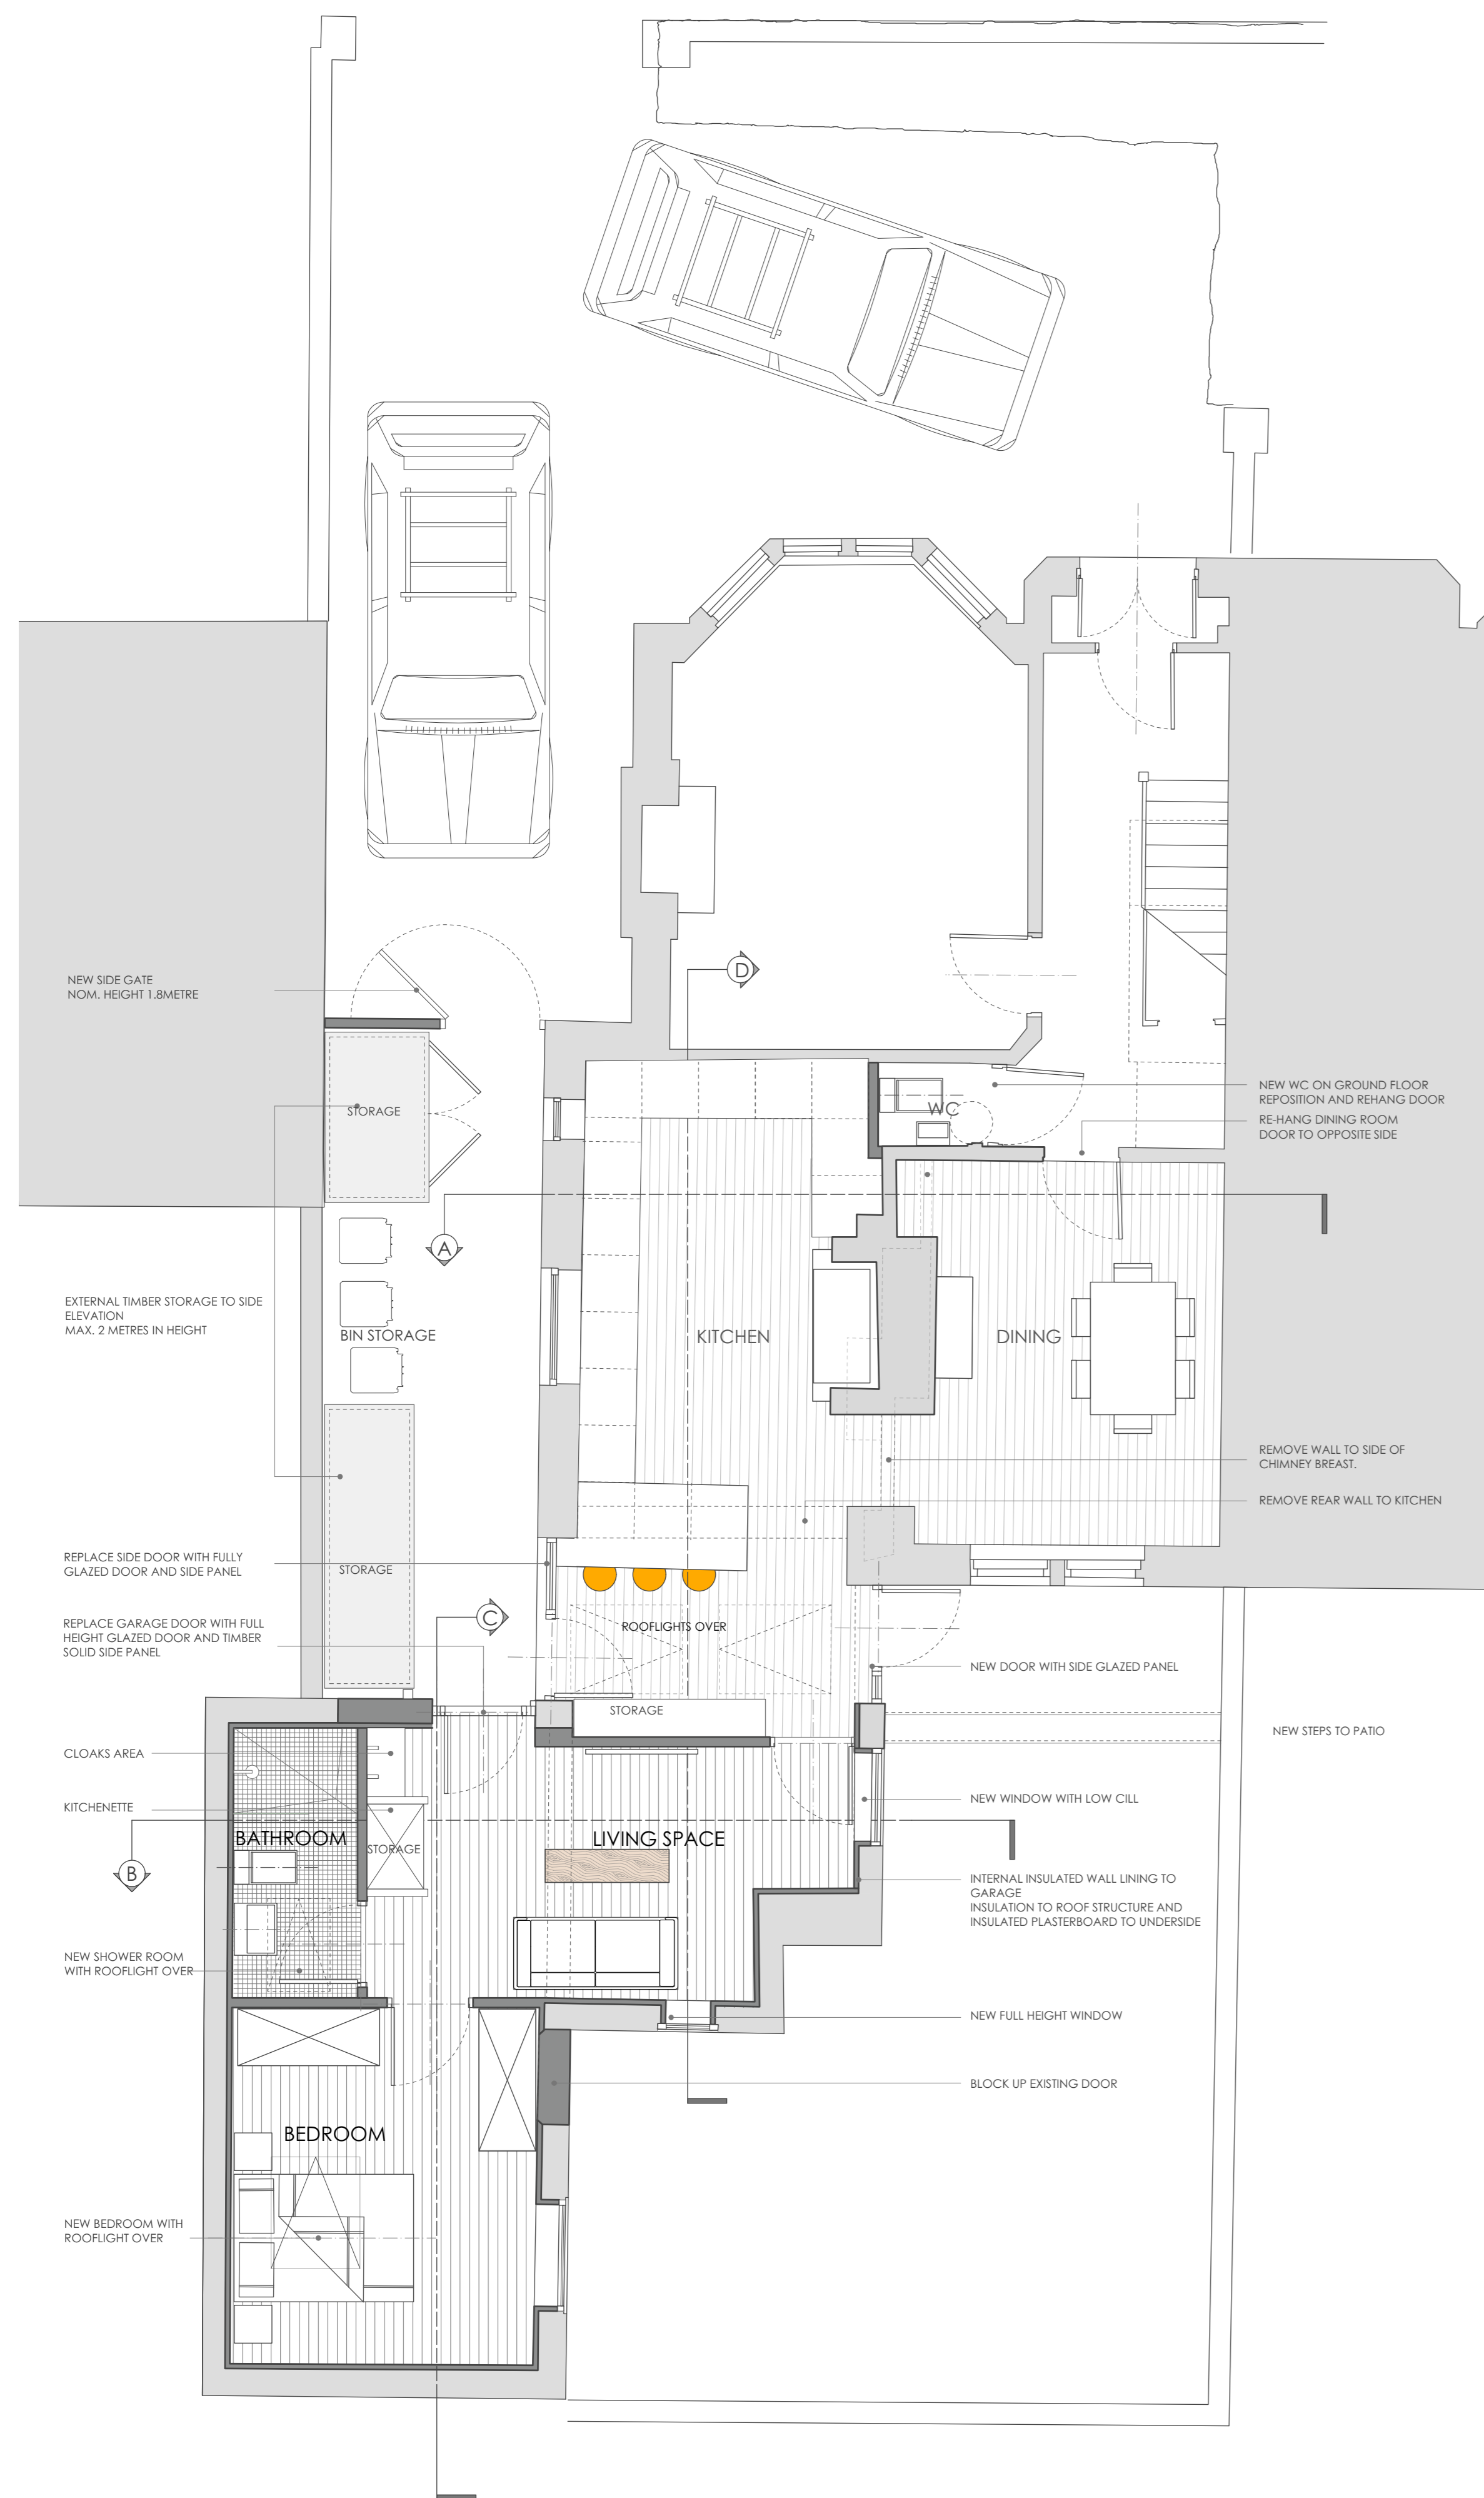 D
NEW SIDE GATE
NOM. HEIGHT 1.8METRE
STORAGE
WC
NEW WC ON GROUND FLOOR
REPOSITION AND REHANG DOOR
RE-HANG DINING ROOM
DOOR TO OPPOSITE SIDE
A
EXTERNAL TIMBER STORAGE TO SIDE
ELEVATION
MAX. 2 METRES IN HEIGHT
BIN STORAGE
KITCHEN
DINING
REMOVE WALL TO SIDE OF
CHIMNEY BREAST.
REMOVE REAR WALL TO KITCHEN
REPLACE SIDE DOOR WITH FULLY
GLAZED DOOR AND SIDE PANEL
STORAGE
C
REPLACE GARAGE DOOR WITH FULL
HEIGHT GLAZED DOOR AND TIMBER
SOLID SIDE PANEL
ROOFLIGHTS OVER
NEW DOOR WITH SIDE GLAZED PANEL
STORAGE
NEW STEPS TO PATIO
CLOAKS AREA
NEW WINDOW WITH LOW CILL
KITCHENETTE
BATHROOM
STORAGE
LIVING SPACE
B
INTERNAL INSULATED WALL LINING TO
GARAGE
INSULATION TO ROOF STRUCTURE AND
INSULATED PLASTERBOARD TO UNDERSIDE
NEW SHOWER ROOM
WITH ROOFLIGHT OVER
NEW FULL HEIGHT WINDOW
BLOCK UP EXISTING DOOR
BEDROOM
NEW BEDROOM WITH
ROOFLIGHT OVER